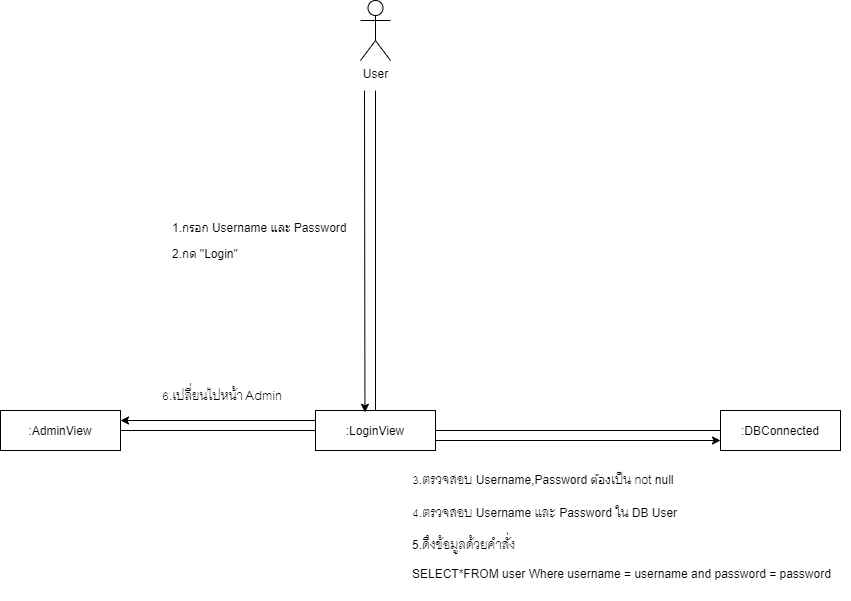 User
1.กรอก Username และ Password
2.กด "Login"
6.เปลี่ยนไปหน้า Admin
:AdminView
:LoginView
:DBConnected
3.ตรวจสอบ Username,Password ต้องเป็น not null
4.ตรวจสอบ Username และ Password ใน DB User
5.ดึงข้อมูลด้วยคำสั่ง
SELECT*FROM user Where username = username and password = password